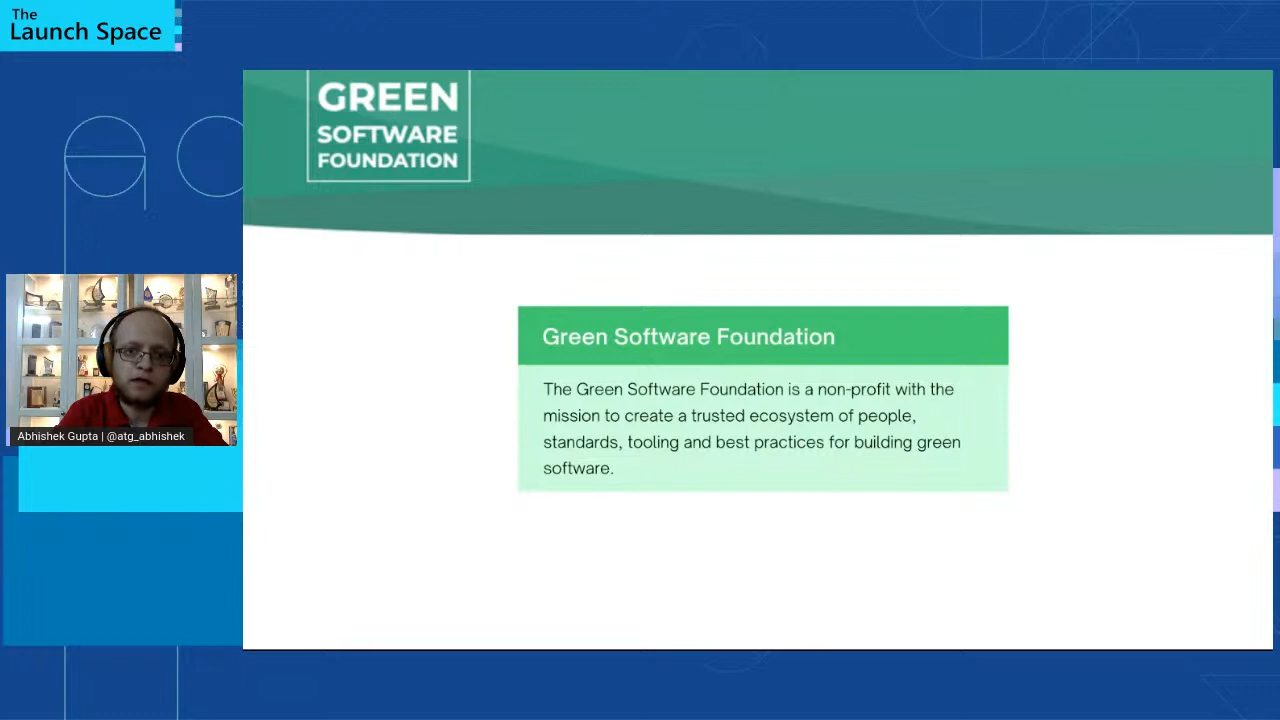 The
Launch Space
GREEN
SOFTWARE
FOUNDATION
Abhishek Gupta | @atg_abhishek
Green Software Foundation
The Green Software Foundation is a non-profit with the
mission to create a trusted ecosystem of people,
standards, tooling and best practices for building green
software.